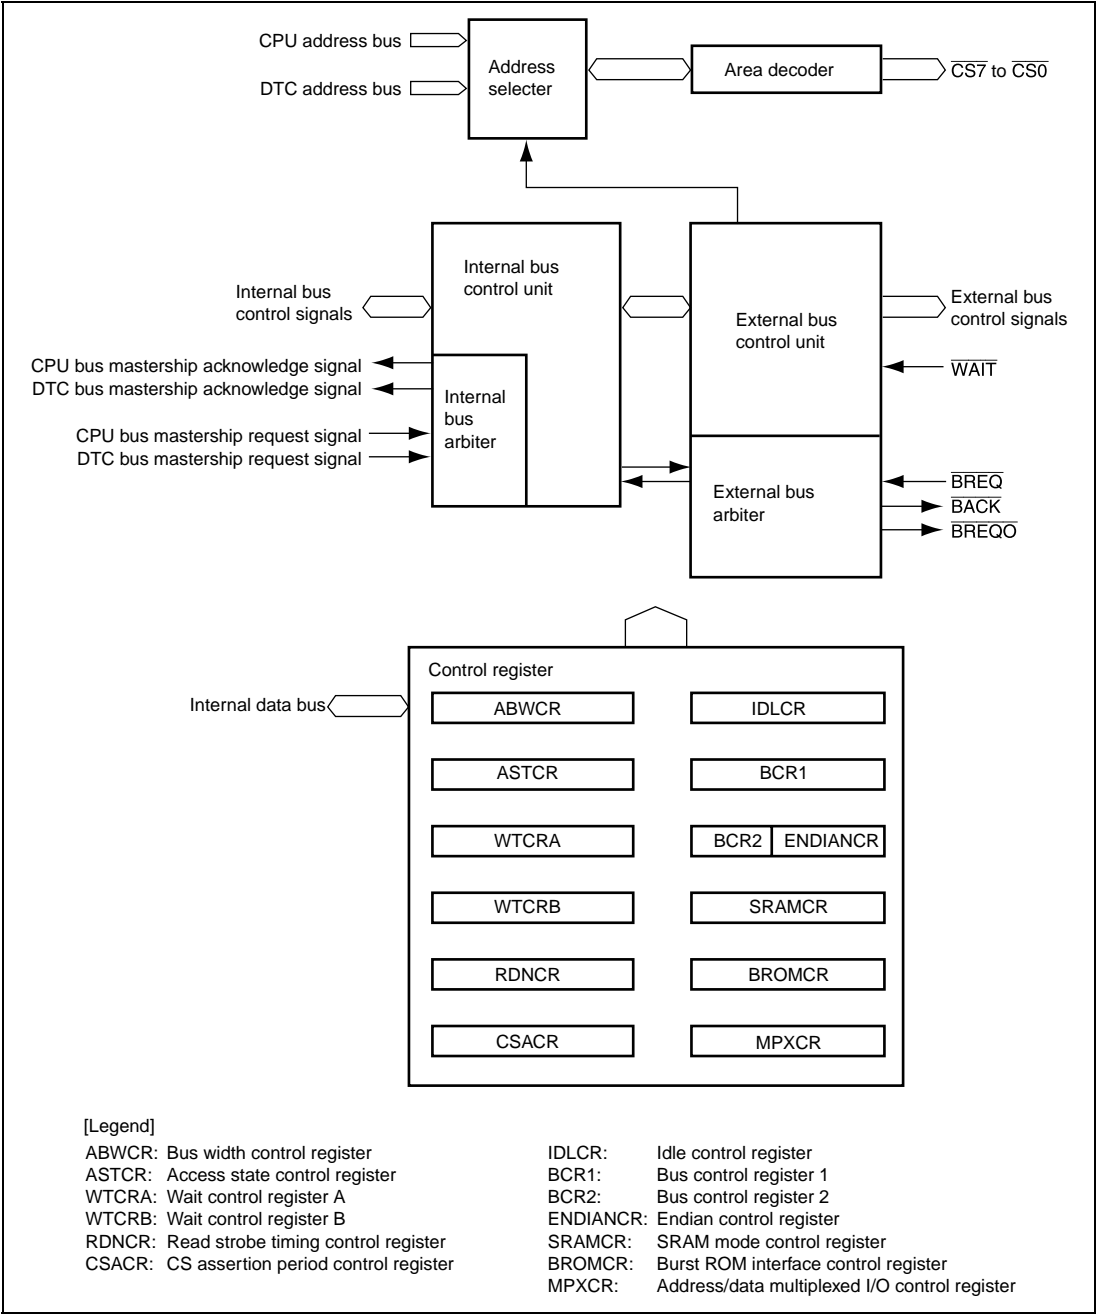 CPU address bus
DTC address bus
Address
selecter
Area decoder
CS7 to CS0
Internal bus
control signals
Internal bus
control unit
External bus
control unit
External bus
control signals
WAIT
CPU bus mastership acknowledge signal
DTC bus mastership acknowledge signal
CPU bus mastership request signal
DTC bus mastership request signal
Internal
bus
arbiter
External bus
arbiter
BREQ
BACK
BREQO
Control register
Internal data bus
ABWCR
IDLCR
ASTCR
BCR1
WTCRA
BCR2
ENDIANCR
WTCRB
SRAMCR
RDNCR
BROMCR
CSACR
MPXCR
[Legend]
ABWCR: Bus width control register
ASTCR: Access state control register
WTCRA: Wait control register A
WTCRB: Wait control register B
RDNCR: Read strobe timing control register
CSACR: CS assertion period control register
IDLCR: Idle control register
BCR1: Bus control register 1
BCR2: Bus control register 2
ENDIANCR: Endian control register
SRAMCR: SRAM mode control register
BROMCR: Burst ROM interface control register
MPXCR: Address/data multiplexed I/O control register